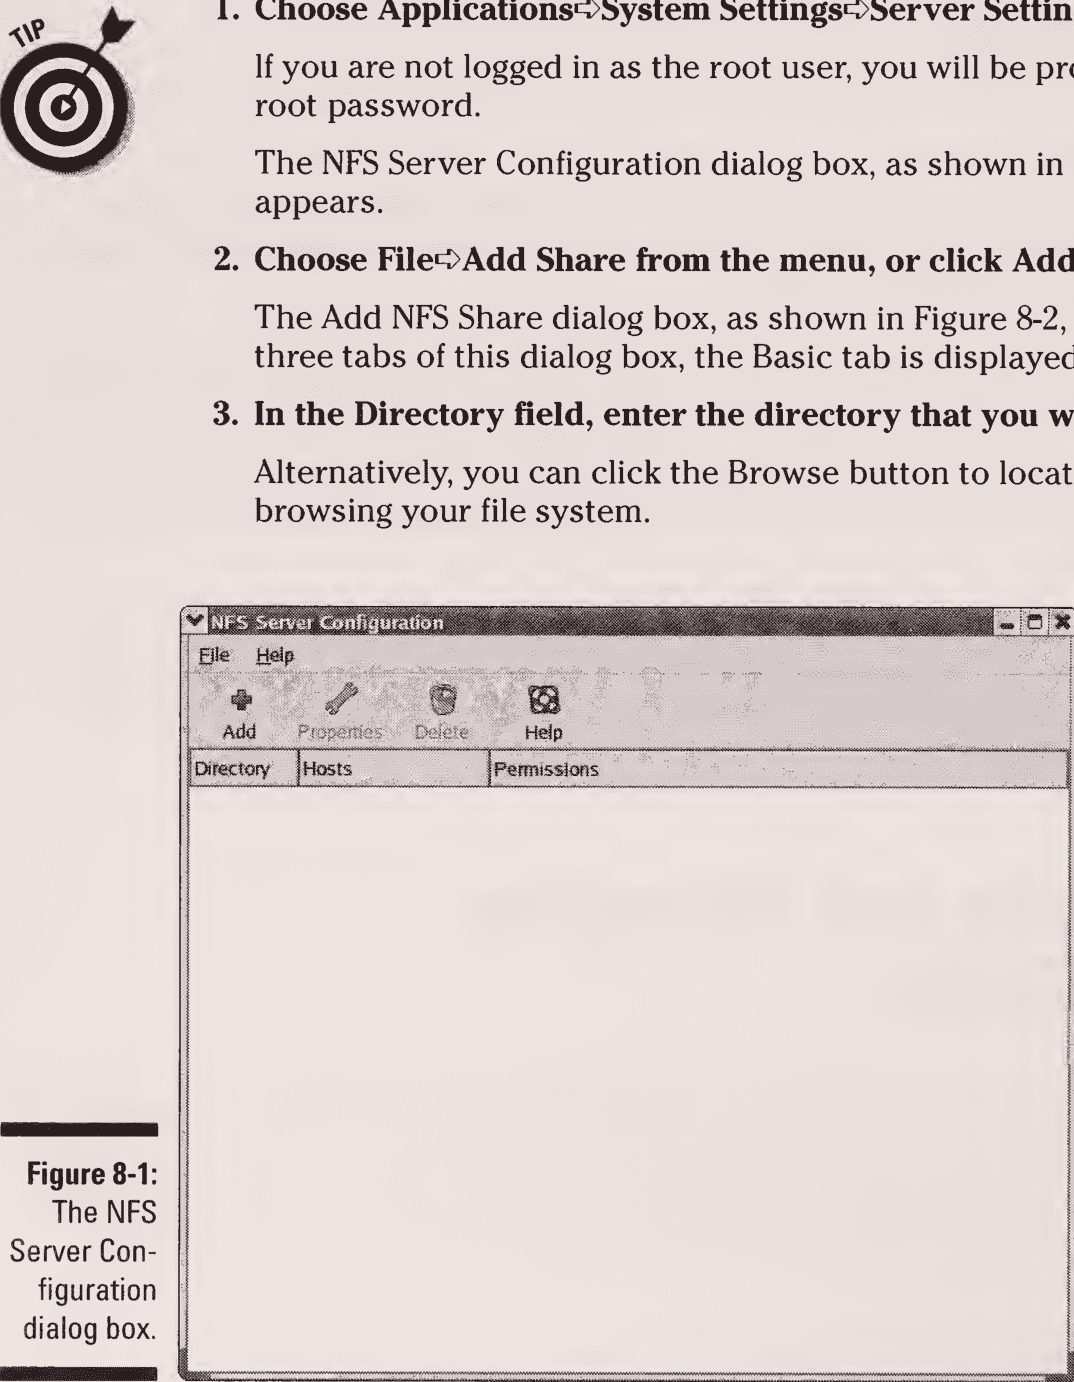 TIP
1. Choose Applications⇨System Settings⇨Server Settin
If you are not logged in as the root user, you will be pro
root password.
The NFS Server Configuration dialog box, as shown in
appears.
2. Choose File⇨Add Share from the menu, or click Add
The Add NFS Share dialog box, as shown in Figure 8-2,
three tabs of this dialog box, the Basic tab is displayed
3. In the Directory field, enter the directory that you w
Alternatively, you can click the Browse button to locat
browsing your file system.
NFS Server Configuration
File Help
Add Properties Delete Help
Directory Hosts Permissions
Figure 8-1:
The NFS
Server Con-
figuration
dialog box.